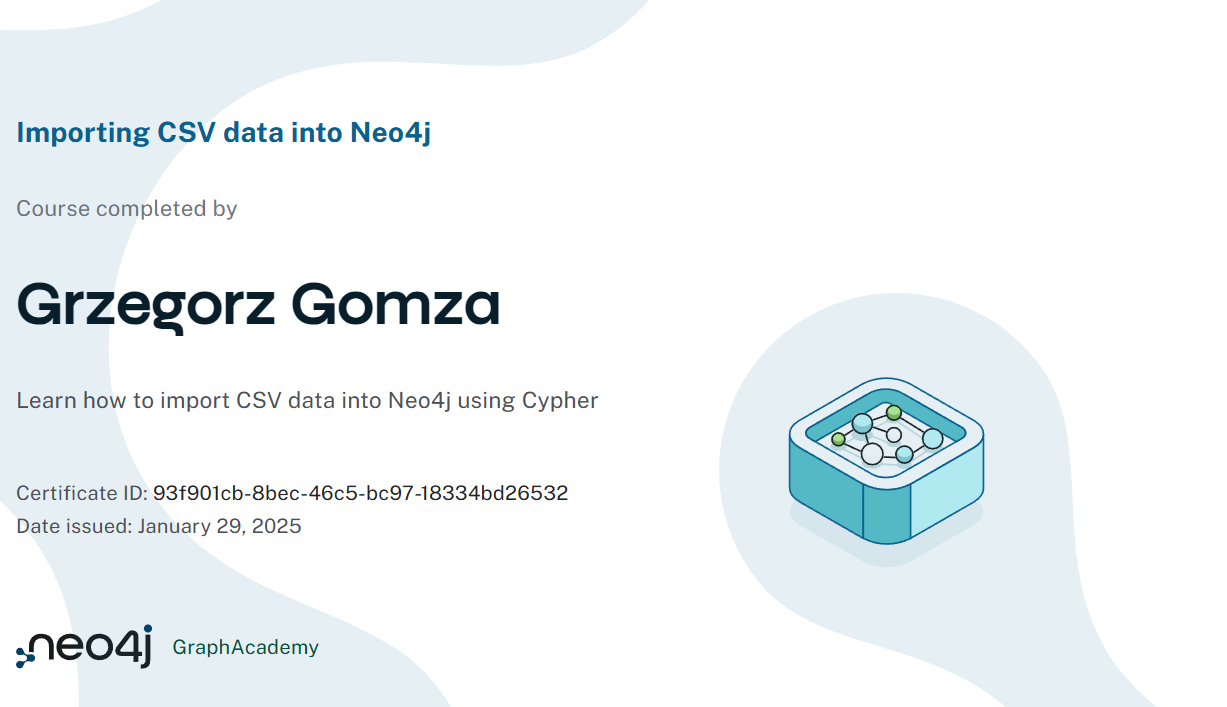 Importing CSV data into Neo4j
Course completed by
Grzegorz Gomza
Learn how to import CSV data into Neo4j using Cypher
Certificate ID: 93f901cb-8bec-46c5-bc97-18334bd26532
Date issued: January 29, 2025
neo4j GraphAcademy